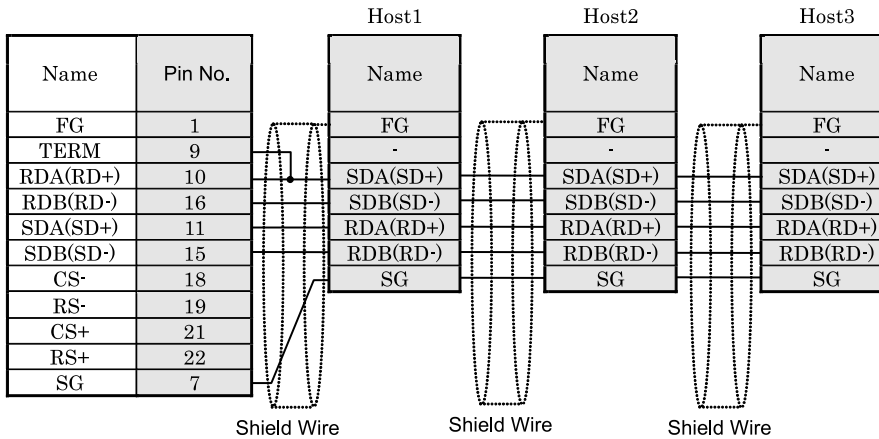 Host1 Host2 Host3
Name Pin No. Name Name Name
FG 1 FG FG FG
TERM 9 - - -
RDA(RD+) 10 SDA(SD+) SDA(SD+) SDA(SD+)
RDB(RD-) 16 SDB(SD-) SDB(SD-) SDB(SD-)
SDA(SD+) 11 RDA(RD+) RDA(RD+) RDA(RD+)
SDB(SD-) 15 RDB(RD-) RDB(RD-) RDB(RD-)
CS- 18 SG SG SG
RS- 19
CS+ 21
RS+ 22
SG 7
Shield Wire Shield Wire Shield Wire